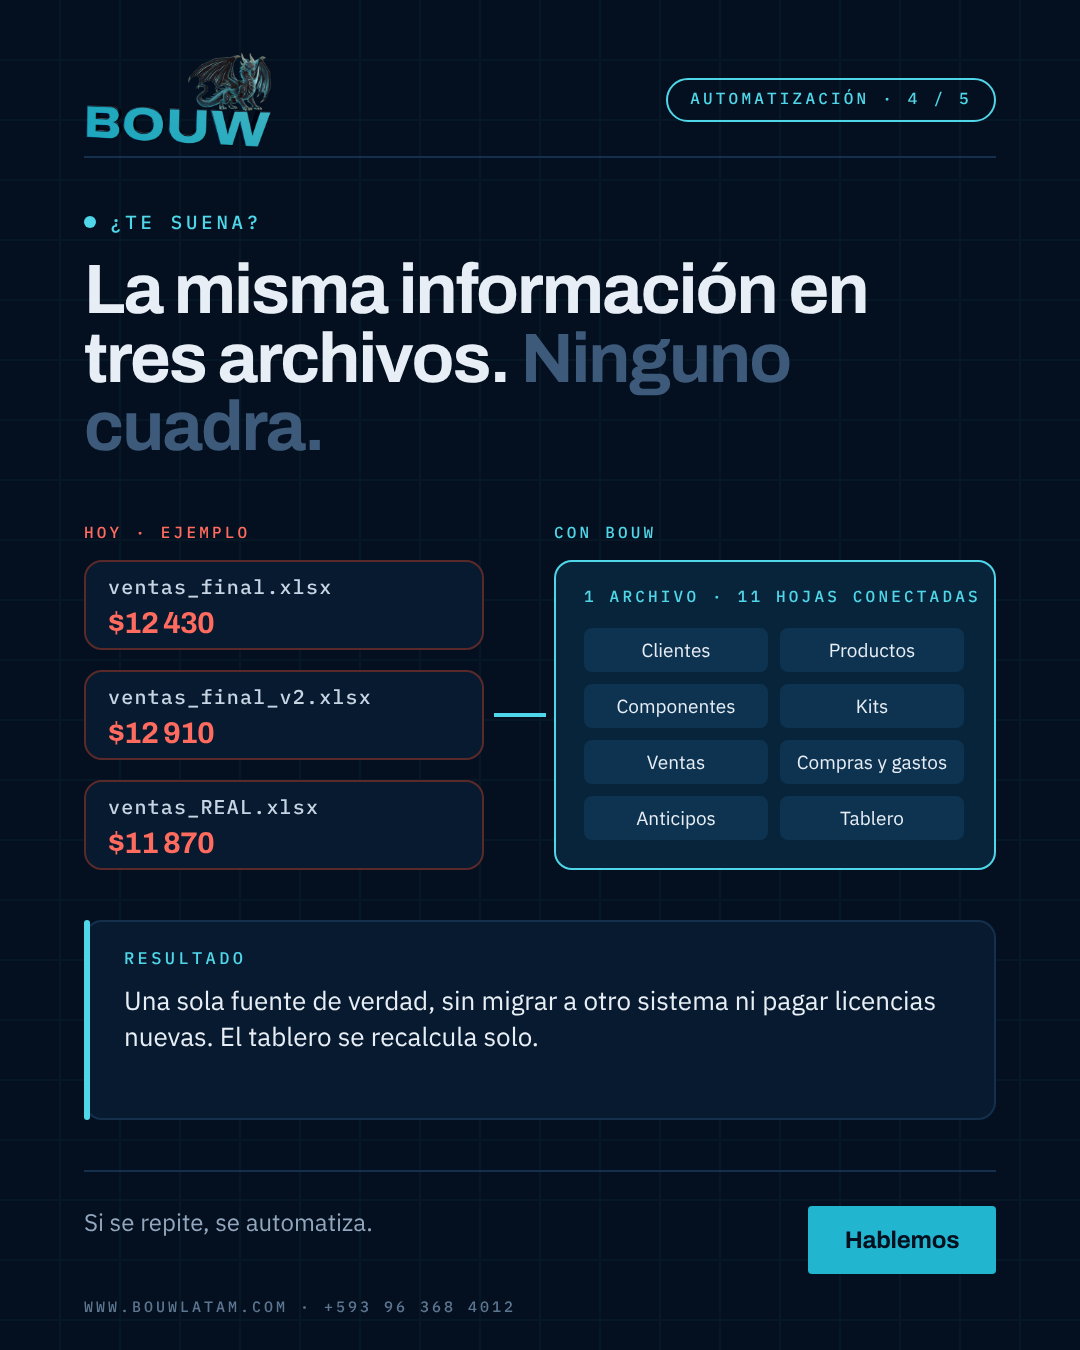 BOUW
AUTOMATIZACIÓN · 4 / 5
¿TE SUENA?
La misma información en
tres archivos. Ninguno
cuadra.
HOY · EJEMPLO
ventas_final.xlsx
$12 430
ventas_final_v2.xlsx
$12 910
ventas_REAL.xlsx
$11 870
CON BOUW
1 ARCHIVO · 11 HOJAS CONECTADAS
Clientes
Productos
Componentes
Kits
Ventas
Compras y gastos
Anticipos
Tablero
RESULTADO
Una sola fuente de verdad, sin migrar a otro sistema ni pagar licencias
nuevas. El tablero se recalcula solo.
Si se repite, se automatiza.
Hablemos
WWW.BOUWLATAM.COM · +593 96 368 4012